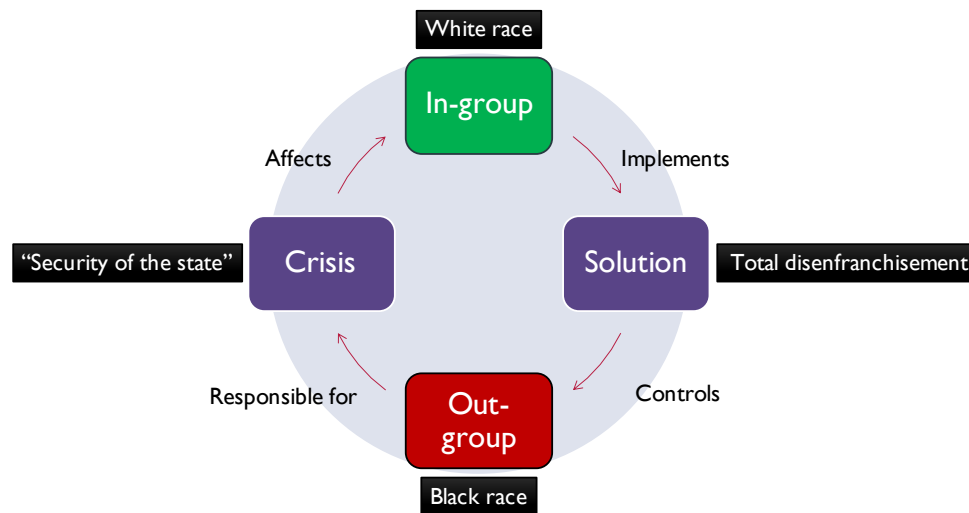 White race
In-group
Affects
Implements
“Security of the state”
Crisis
Solution
Total disenfranchisement
Responsible for
Out-
group
Controls
Black race